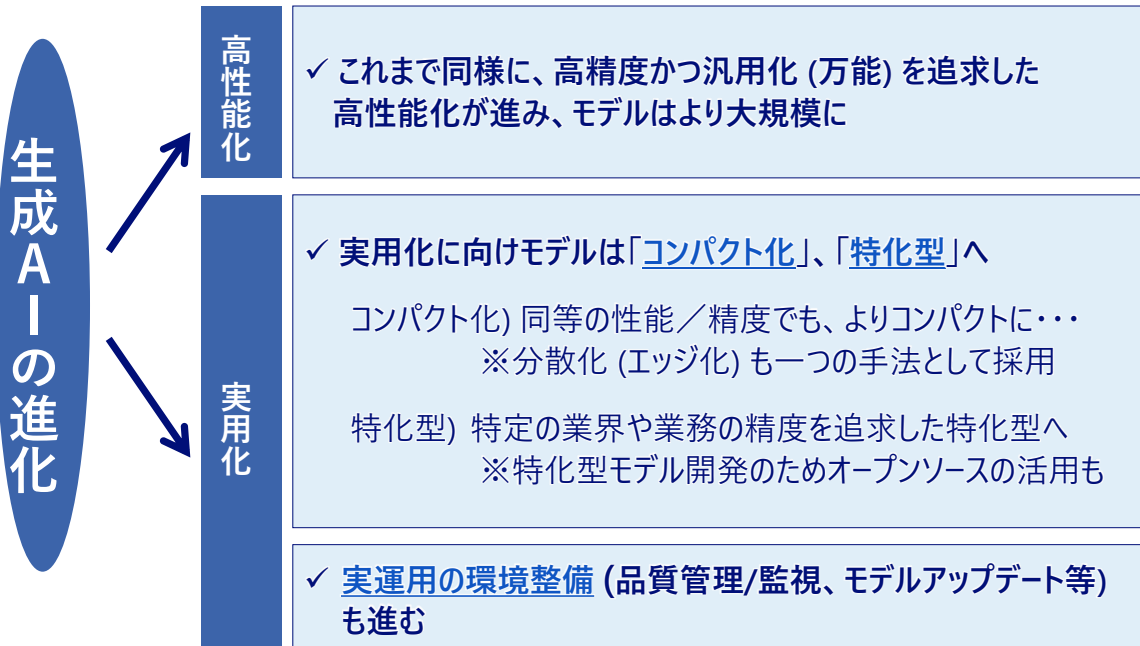 生成AIの進化
高性能化
✓ これまで同様に、高精度かつ汎用化 (万能) を追求した
高性能化が進み、モデルはより大規模に
実用化
✓ 実用化に向けモデルは「コンパクト化」、「特化型」へ
コンパクト化) 同等の性能／精度でも、よりコンパクトに・・・
※分散化 (エッジ化) も一つの手法として採用
特化型) 特定の業界や業務の精度を追求した特化型へ
※特化型モデル開発のためオープンソースの活用も
✓ 実運用の環境整備 (品質管理/監視、モデルアップデート等)
も進む